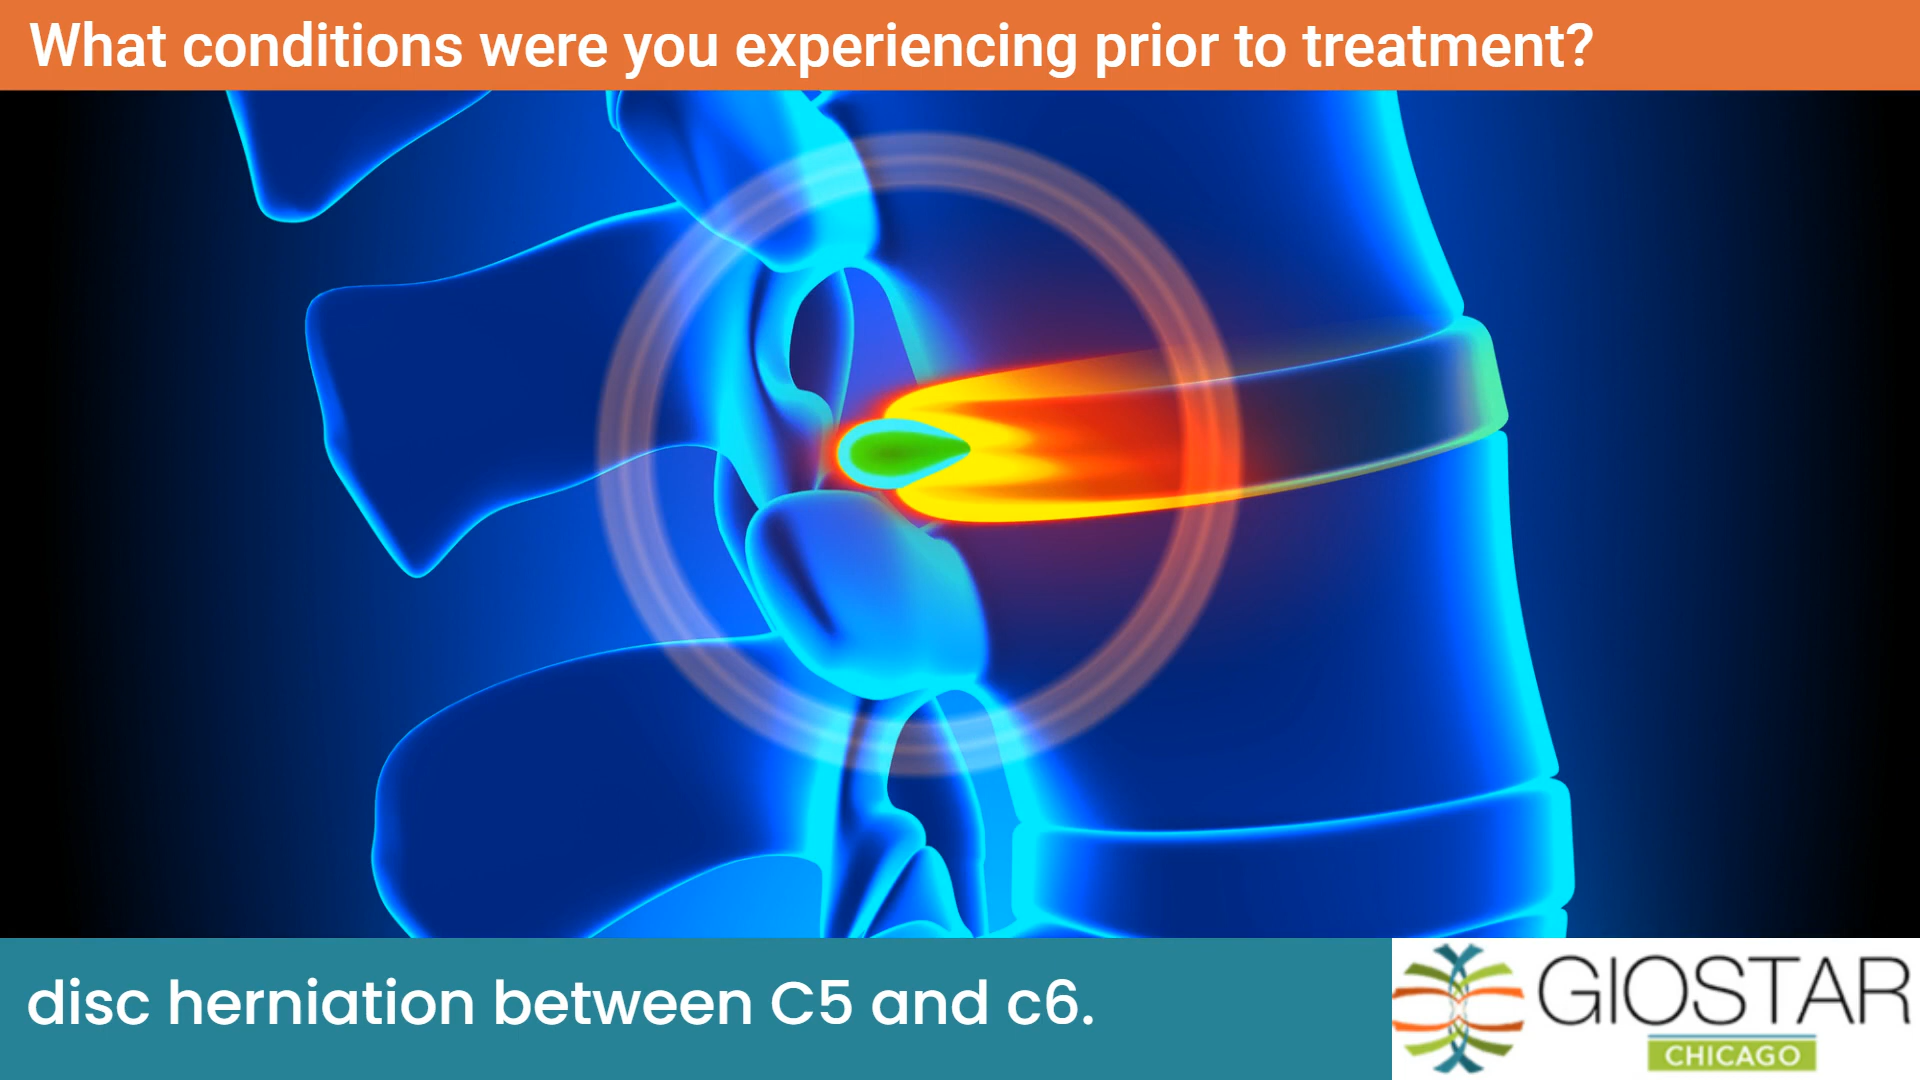 What conditions were you experiencing prior to treatment?
disc herniation between C5 and c6.
GIOSTAR
CHICAGO